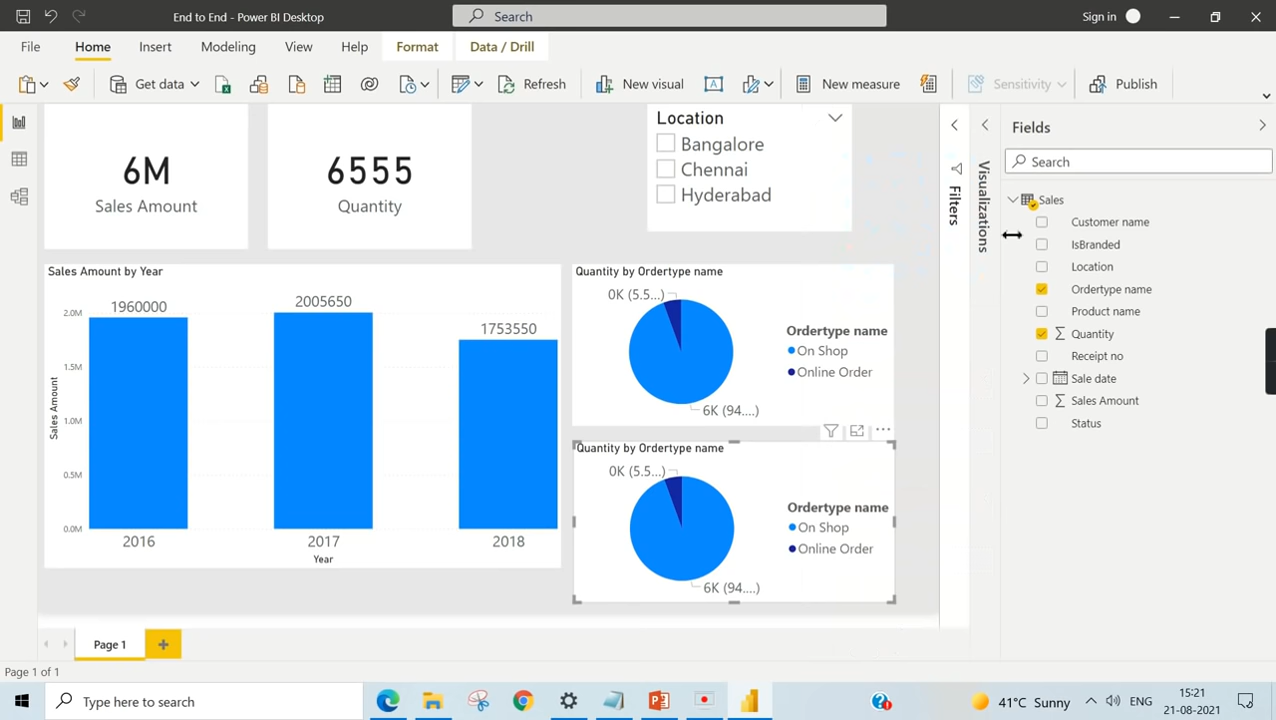 End to End - Power BI Desktop
Search
Sign in
File
Home
Insert
Modeling
View
Help
Format
Data / Drill
Get data
Refresh
New visual
New measure
Sensitivity
Publish
6M
Sales Amount
6555
Quantity
Location
Bangalore
Chennai
Hyderabad
Sales Amount by Year
1960000
2005650
1753550
2.0M
1.5M
1.0M
0.5M
0.0M
Sales Amount
2016
2017
2018
Year
Quantity by Ordertype name
0K (5.5...)
6K (94....)
Ordertype name
On Shop
Online Order
Quantity by Ordertype name
0K (5.5...)
6K (94....)
Ordertype name
On Shop
Online Order
Filters
Visualizations
Fields
Search
Sales
Customer name
IsBranded
Location
Ordertype name
Product name
Quantity
Receipt no
Sale date
Sales Amount
Status
Page 1
Page 1 of 1
Type here to search
41°C Sunny
ENG
15:21
21-08-2021